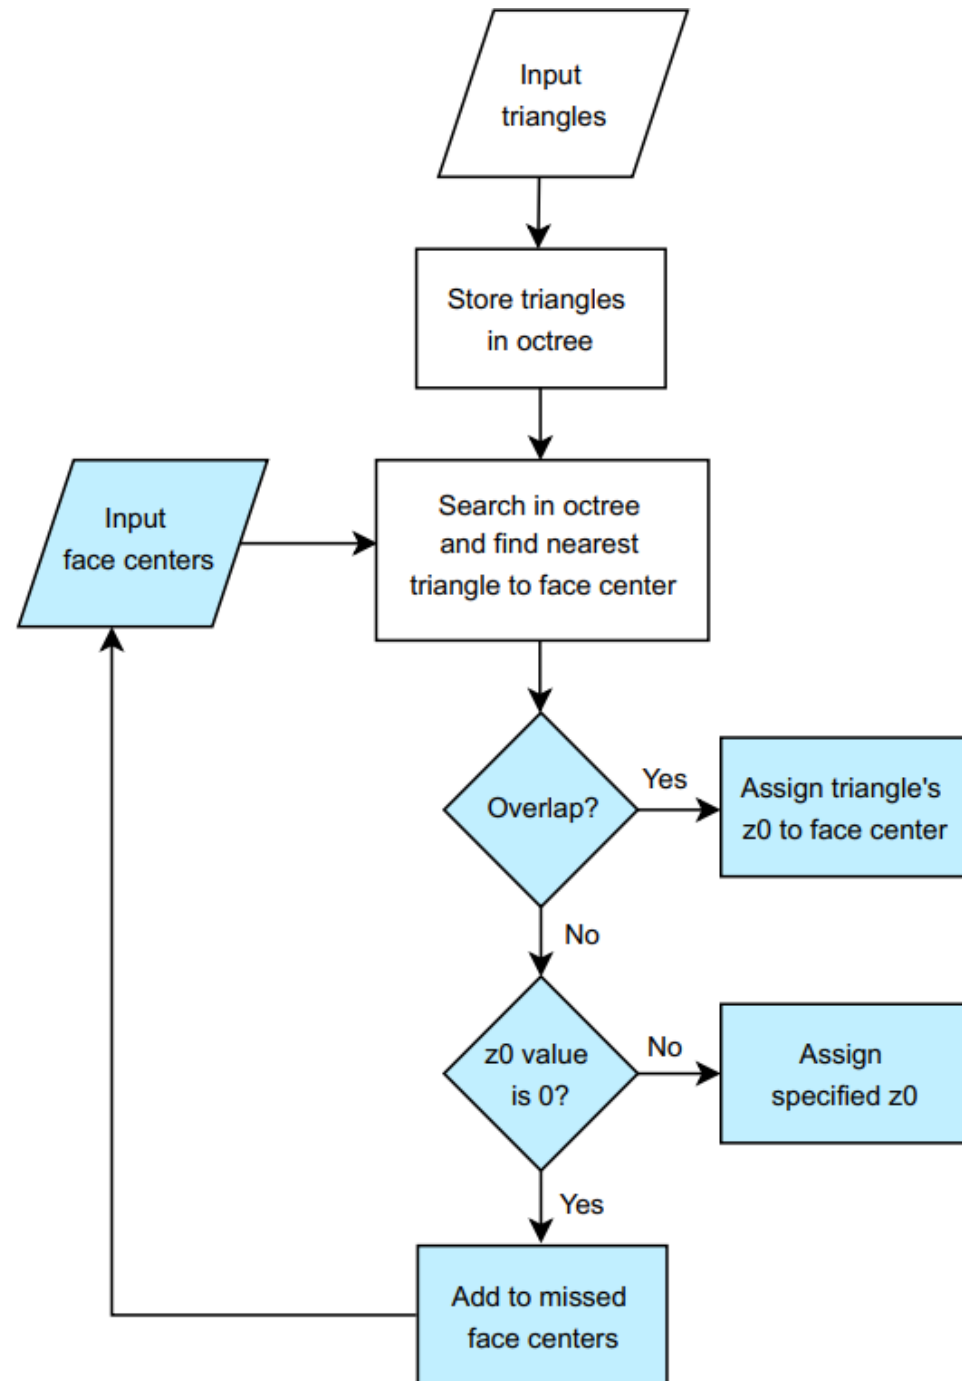 Input
triangles
Store triangles
in octree
Input
face centers
Search in octree
and find nearest
triangle to face center
Overlap?
Yes
Assign triangle's
z0 to face center
No
z0 value
is 0?
No
Assign
specified z0
Yes
Add to missed
face centers